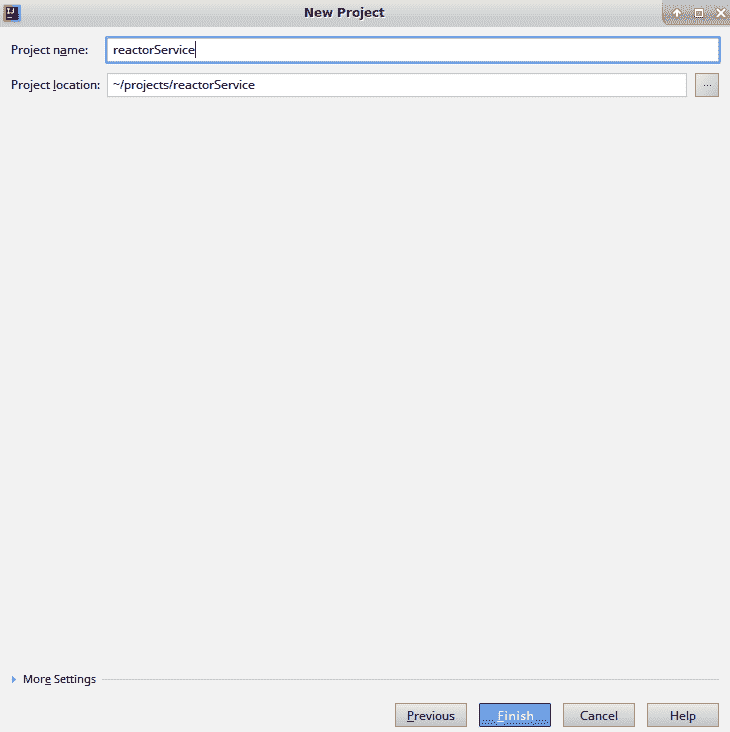 IJ
New Project
Project name: reactorService
Project location: ~/projects/reactorService ...
More Settings
Previous Finish Cancel Help